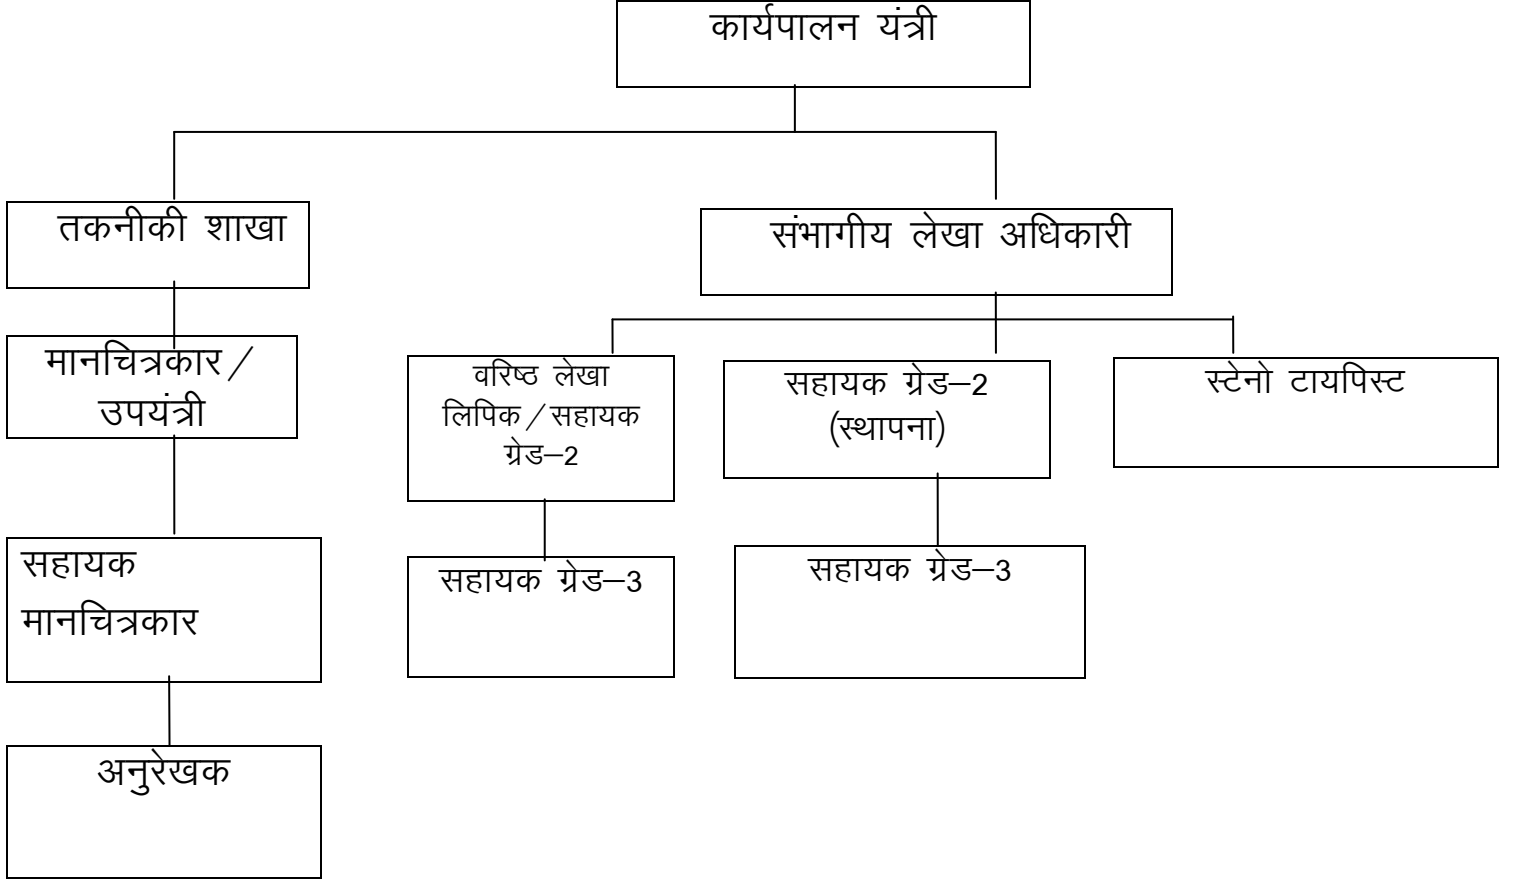 कार्यपालन यंत्री
तकनीकी शाखा
संभागीय लेखा अधिकारी
मानचित्रकार/
उपयंत्री
वरिष्ठ लेखा
लिपिक/सहायक
ग्रेड–2
सहायक ग्रेड–2
(स्थापना)
स्टेनो टायपिस्ट
सहायक
मानचित्रकार
सहायक ग्रेड–3
सहायक ग्रेड–3
अनुरेखक